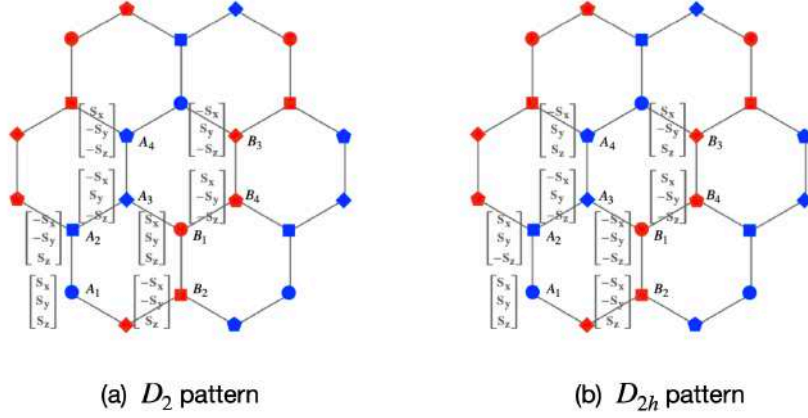 Sx
-Sy
-Sz
A4
-Sx
Sy
-Sz
B3
-Sx
Sy
-Sz
A3
Sx
-Sy
-Sz
B4
-Sx
-Sy
Sz
A2
Sx
Sy
Sz
B1
Sx
Sy
Sz
A1
-Sx
-Sy
Sz
B2
(a) D2 pattern
-Sx
-Sy
Sz
A4
Sx
-Sy
Sz
B3
-Sx
Sy
-Sz
A3
Sx
-Sy
-Sz
B4
Sx
Sy
-Sz
A2
-Sx
-Sy
-Sz
B1
Sx
Sy
Sz
A1
-Sx
-Sy
Sz
B2
(b) D2h pattern